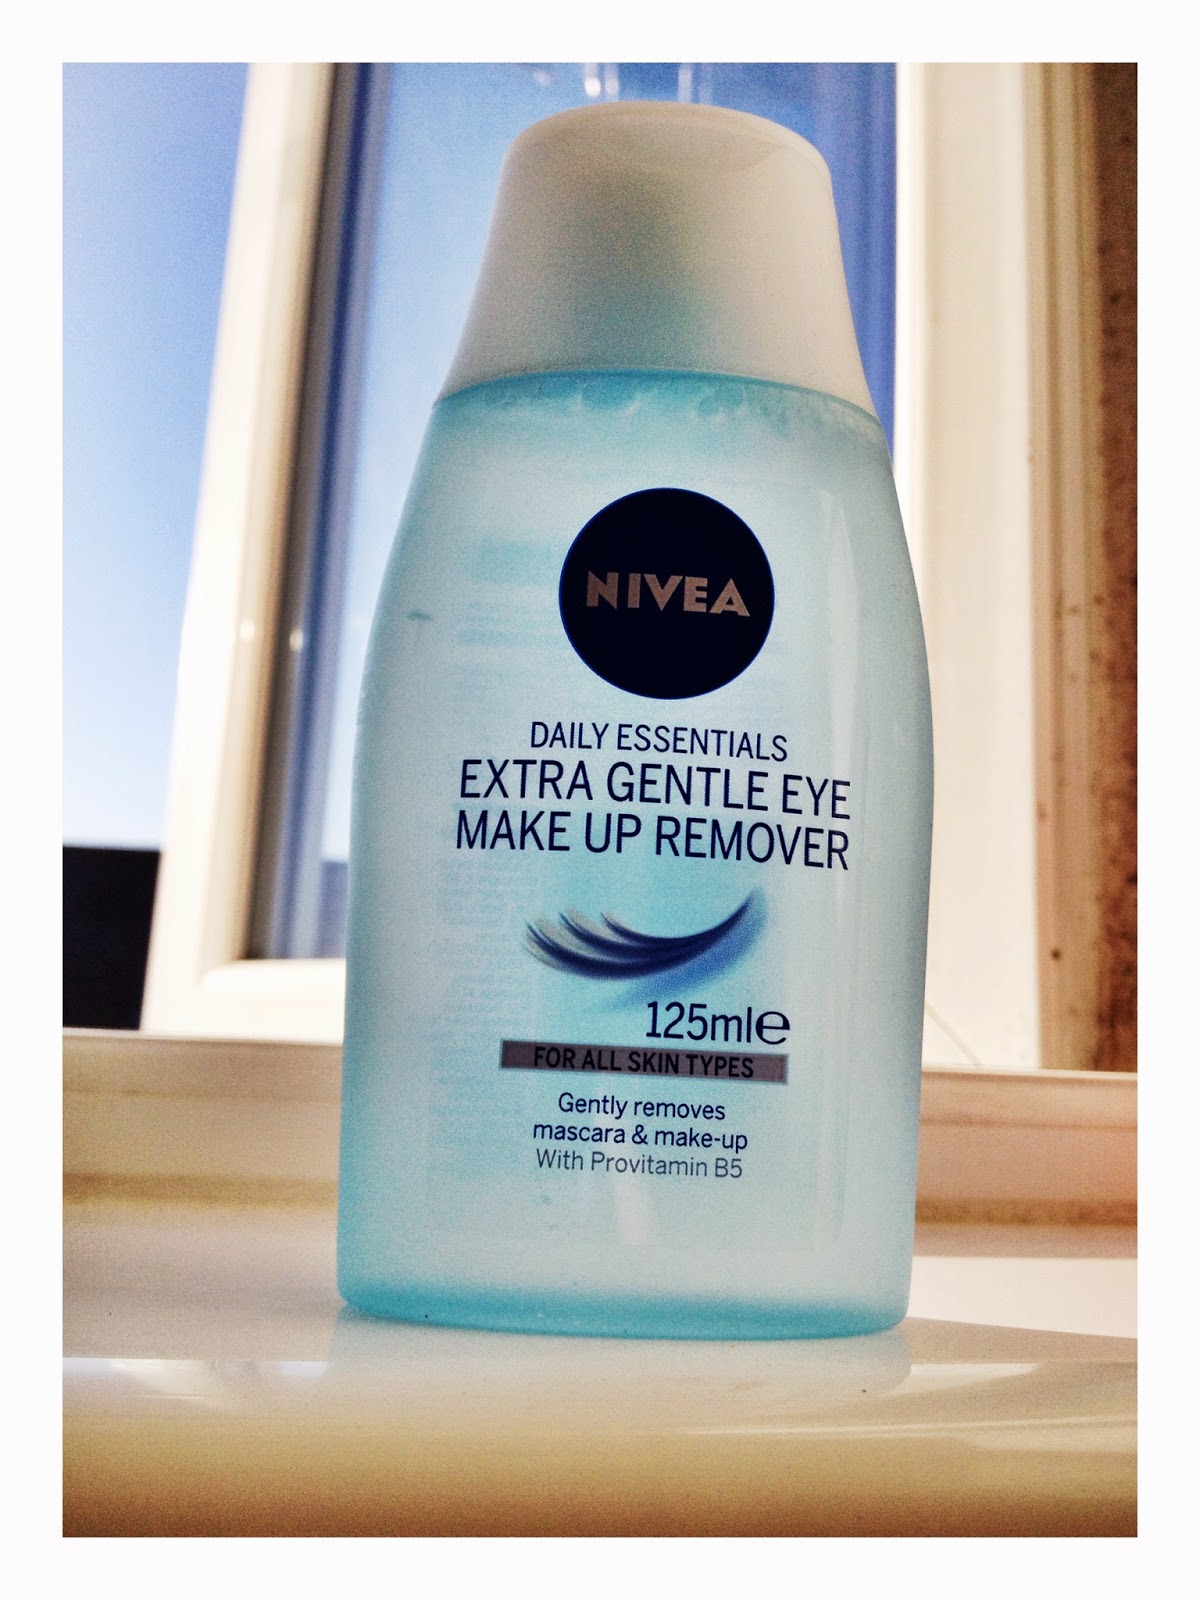 NIVEA
DAILY ESSENTIALS
EXTRA GENTLE EYE
MAKE UP REMOVER
125ml℮
FOR ALL SKIN TYPES
Gently removes
mascara & make-up
With Provitamin B5